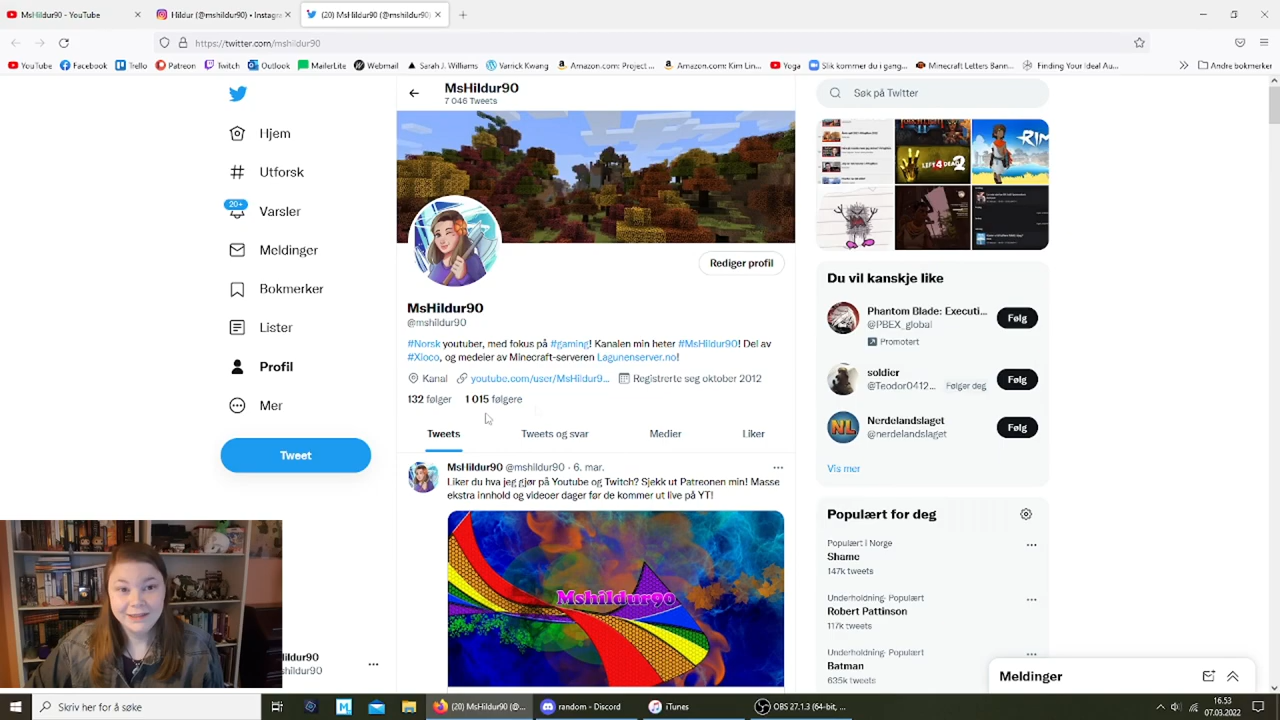 MsHildur90 - YouTube
Hildur (@mshildur90) • Instagra
(20) MsHildur90 (@mshildur90)
https://twitter.com/mshildur90
YouTube Facebook Trello Patreon Twitch Outlook MailerLite Webmail Sarah J. Williams Varrick Kwang Amazon.com: Project ... Amazon.com: Kim Lin... Yoga Slik kommer du i gang... Minecraft Letters Bann... Finding Your Ideal Au... Andre bokmerker
Hjem
Utforsk
20+
Varsler
Meldinger
Bokmerker
Lister
Profil
Mer
Tweet
ildur90
shildur90
MsHildur90
7 046 Tweets
Rediger profil
MsHildur90
@mshildur90
#Norsk youtuber, med fokus på #gaming! Kanalen min heter #MsHildur90! Del av
#Xioco, og medeier av Minecraft-serveren Lagunenserver.no!
Kanal youtube.com/user/MsHildur9... Registrerte seg oktober 2012
132 følger 1 015 følgere
Tweets Tweets og svar Medier Liker
MsHildur90 @mshildur90 · 6. mar.
Liker du hva jeg gjør på Youtube og Twitch? Sjekk ut Patreonen min! Masse
ekstra innhold og videoer dager før de kommer ut live på YT!
Mshildur90
Søk på Twitter
LEFT 4 DEAD 2
RIM
Du vil kanskje like
Phantom Blade: Executi...
@PBEX_global
Følg
Promotert
soldier
@Teodor0412... Følger deg
Følg
Nerdelandslaget
@nerdelandslaget
Følg
Vis mer
Populært for deg
Populært i Norge
Shame
147k tweets
Underholdning · Populært
Robert Pattinson
117k tweets
Underholdning · Populært
Batman
635k tweets
Meldinger
Skriv her for å søke
(20) MsHildur90 (@...
random - Discord
iTunes
OBS 27.1.3 (64-bit, ...
16.53
07.03.2022